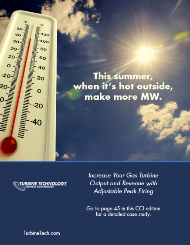 This summer,
when it's hot outside,
make more MW.
TURBINE TECHNOLOGY
Increase Your Gas Turbine
Output and Revenue with
Adjustable Peak Firing
Go to page 45 in this CCJ edition
for a detailed case study.
TurbineTech.com